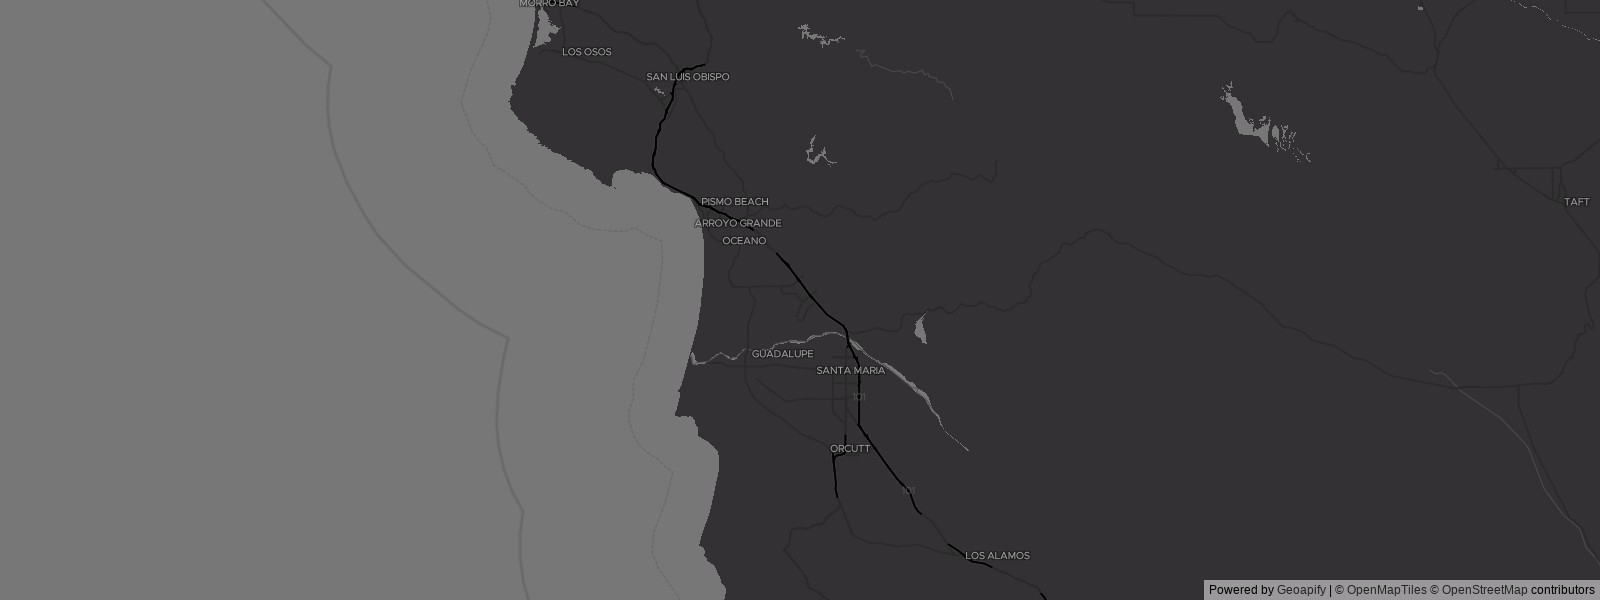 MORRO BAY
LOS OSOS
SAN LUIS OBISPO
PISMO BEACH
TAFT
ARROYO GRANDE
OCEANO
GUADALUPE
SANTA MARIA
101
ORCUTT
101
LOS ALAMOS
Powered by Geoapify | © OpenMapTiles © OpenStreetMap contributors